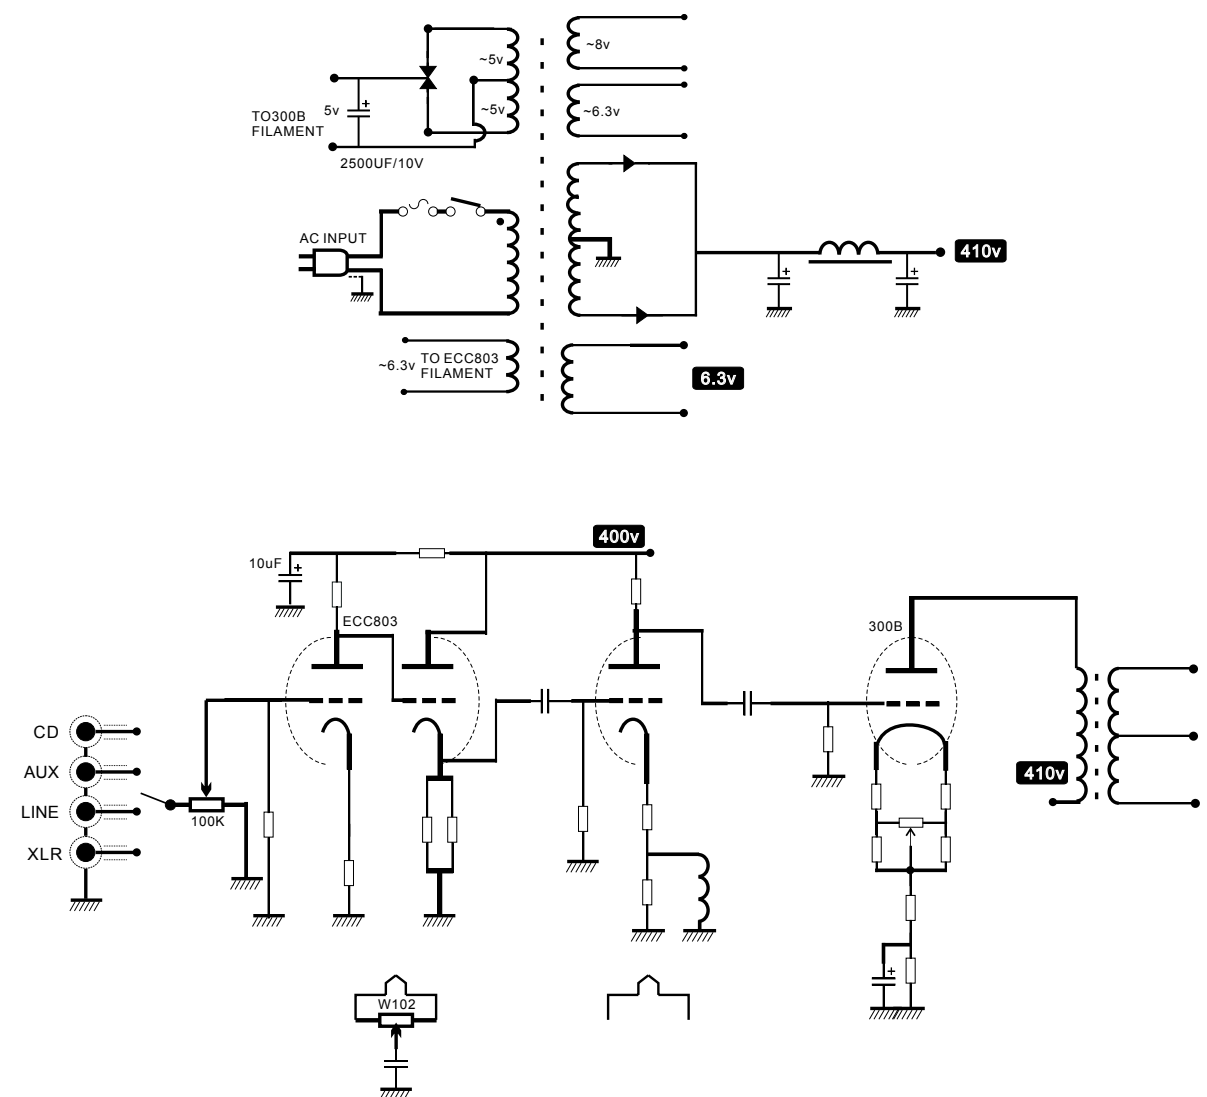 ~8v
~5v
~6.3v
5v
~5v
TO300B
FILAMENT
2500UF/10V
AC INPUT
410v
~6.3v
TO ECC803
FILAMENT
6.3v
400v
10uF
ECC803
300B
CD
AUX
410v
LINE
100K
XLR
W102